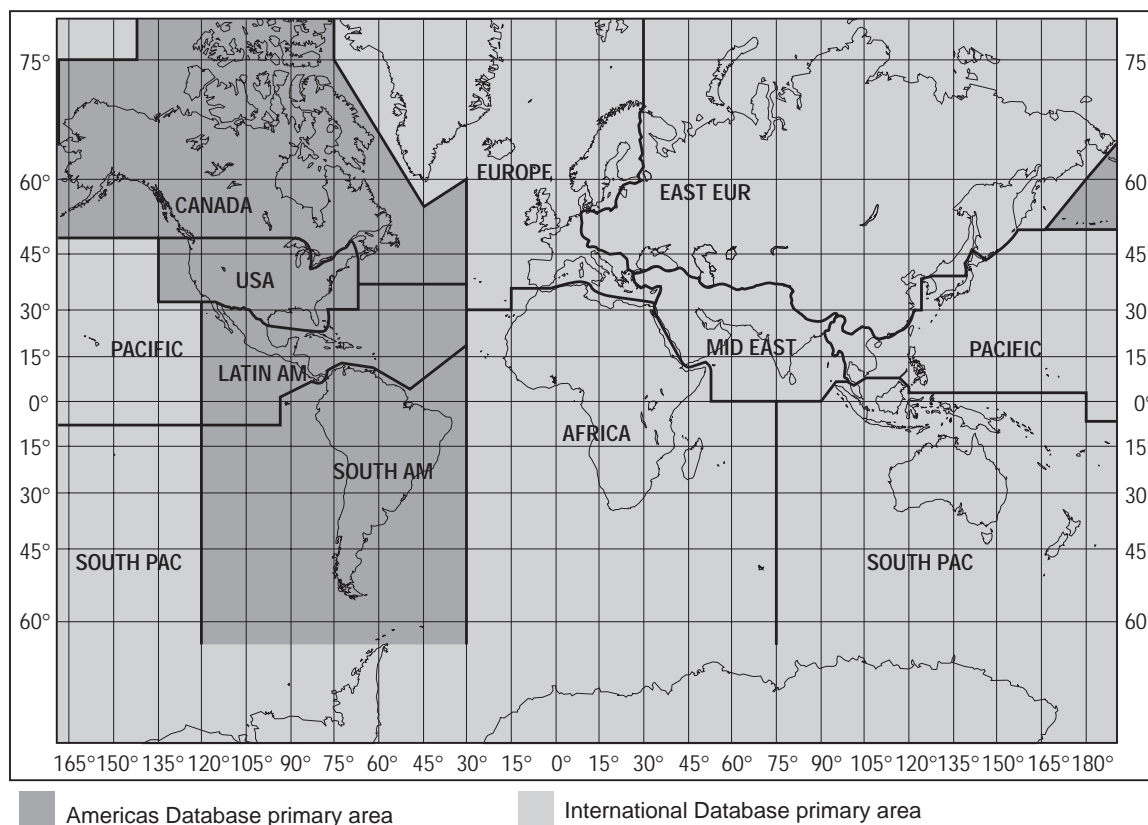 75° 75°
EUROPE
60° 60°
EAST EUR
CANADA
45° 45°
USA
30° 30°
PACIFIC MID EAST PACIFIC
15° 15°
LATIN AM
0° 0°
AFRICA
15° 15°
SOUTH AM
30° 30°
45° 45°
SOUTH PAC SOUTH PAC
60° 60°
165° 150° 135° 120° 105° 90° 75° 60° 45° 30° 15° 0° 15° 30° 45° 60° 75° 90° 105° 120° 135° 150° 165° 180°
Americas Database primary area International Database primary area